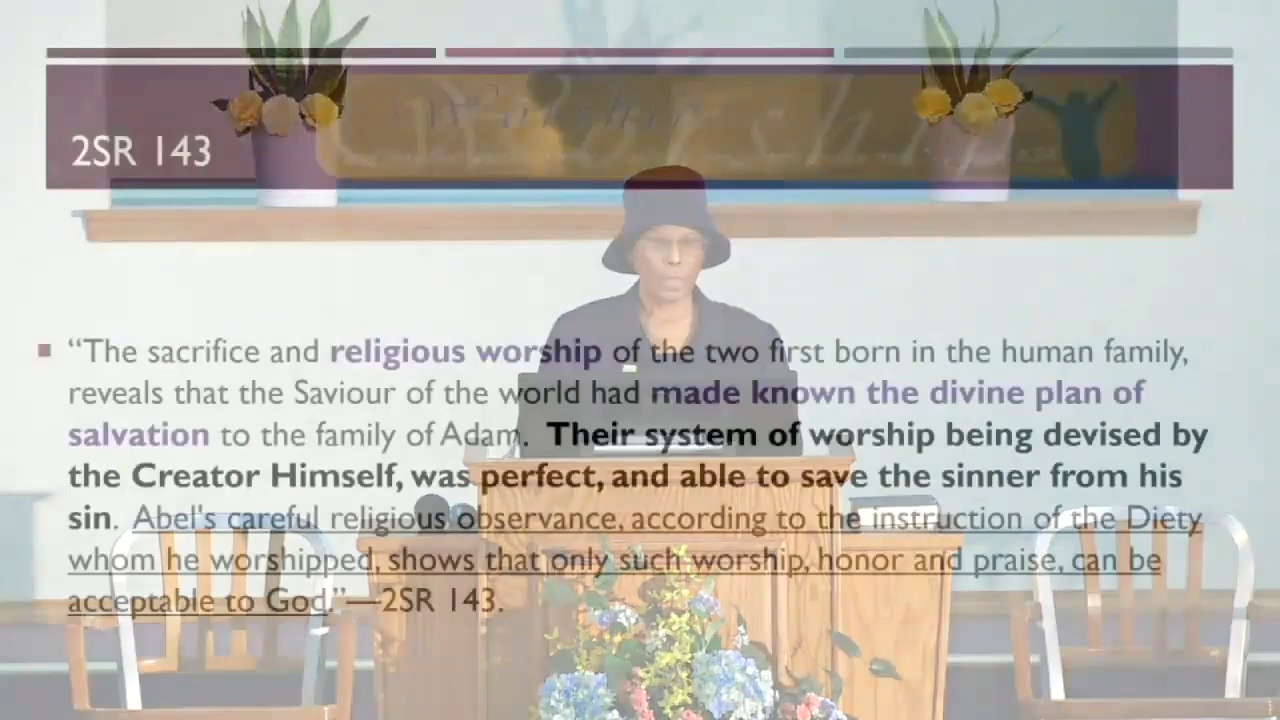 Worship
2SR 143
“The sacrifice and religious worship of the two first born in the human family,
reveals that the Saviour of the world had made known the divine plan of
salvation to the family of Adam. Their system of worship being devised by
the Creator Himself, was perfect, and able to save the sinner from his
sin. Abel's careful religious observance, according to the instruction of the Diety
whom he worshipped, shows that only such worship, honor and praise, can be
acceptable to God.”—2SR 143.